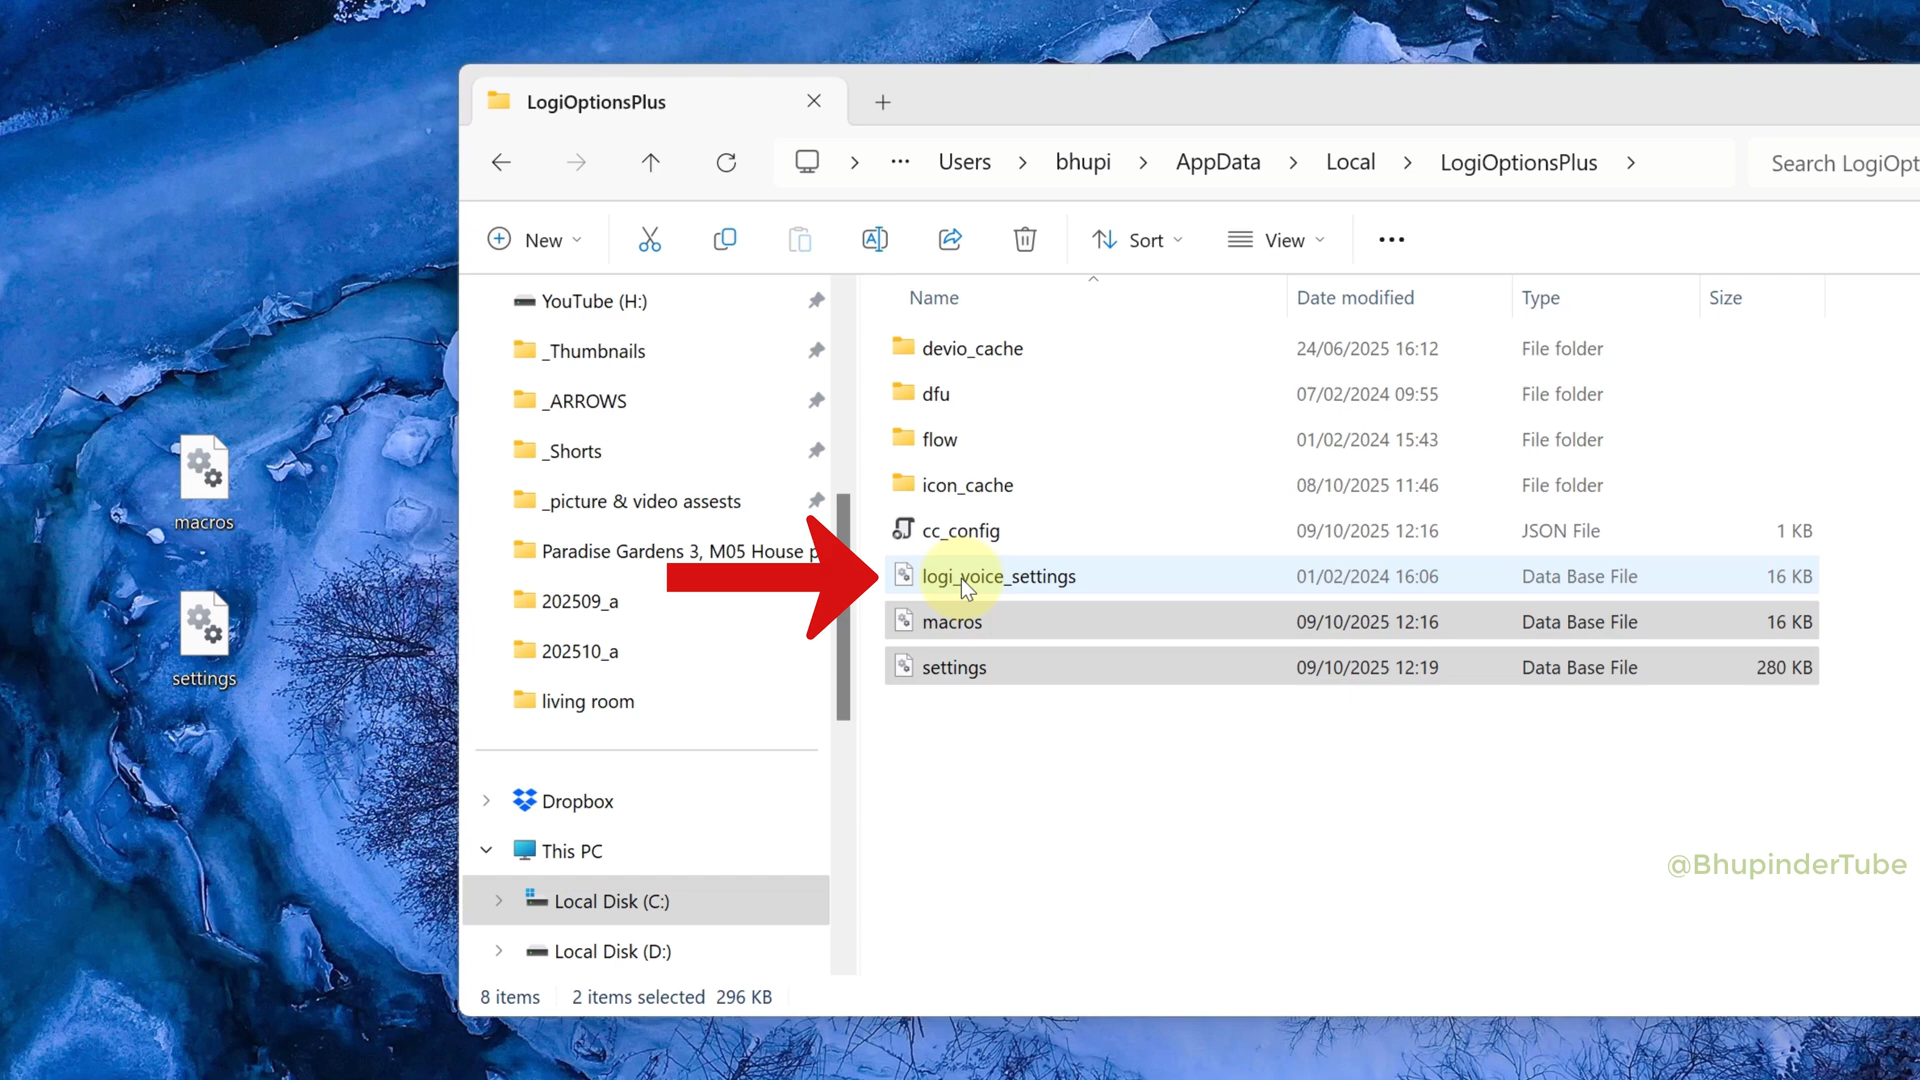 macros
settings
LogiOptionsPlus
Users
bhupi
AppData
Local
LogiOptionsPlus
Search LogiOpt
New
Sort
View
YouTube (H:)
_Thumbnails
_ARROWS
_Shorts
_picture & video assests
Paradise Gardens 3, M05 House p
202509_a
202510_a
living room
Dropbox
This PC
Local Disk (C:)
Local Disk (D:)
Name Date modified Type Size
devio_cache 24/06/2025 16:12 File folder
dfu 07/02/2024 09:55 File folder
flow 01/02/2024 15:43 File folder
icon_cache 08/10/2025 11:46 File folder
cc_config 09/10/2025 12:16 JSON File 1 KB
logi_voice_settings 01/02/2024 16:06 Data Base File 16 KB
macros 09/10/2025 12:16 Data Base File 16 KB
settings 09/10/2025 12:19 Data Base File 280 KB
@BhupinderTube
8 items 2 items selected 296 KB